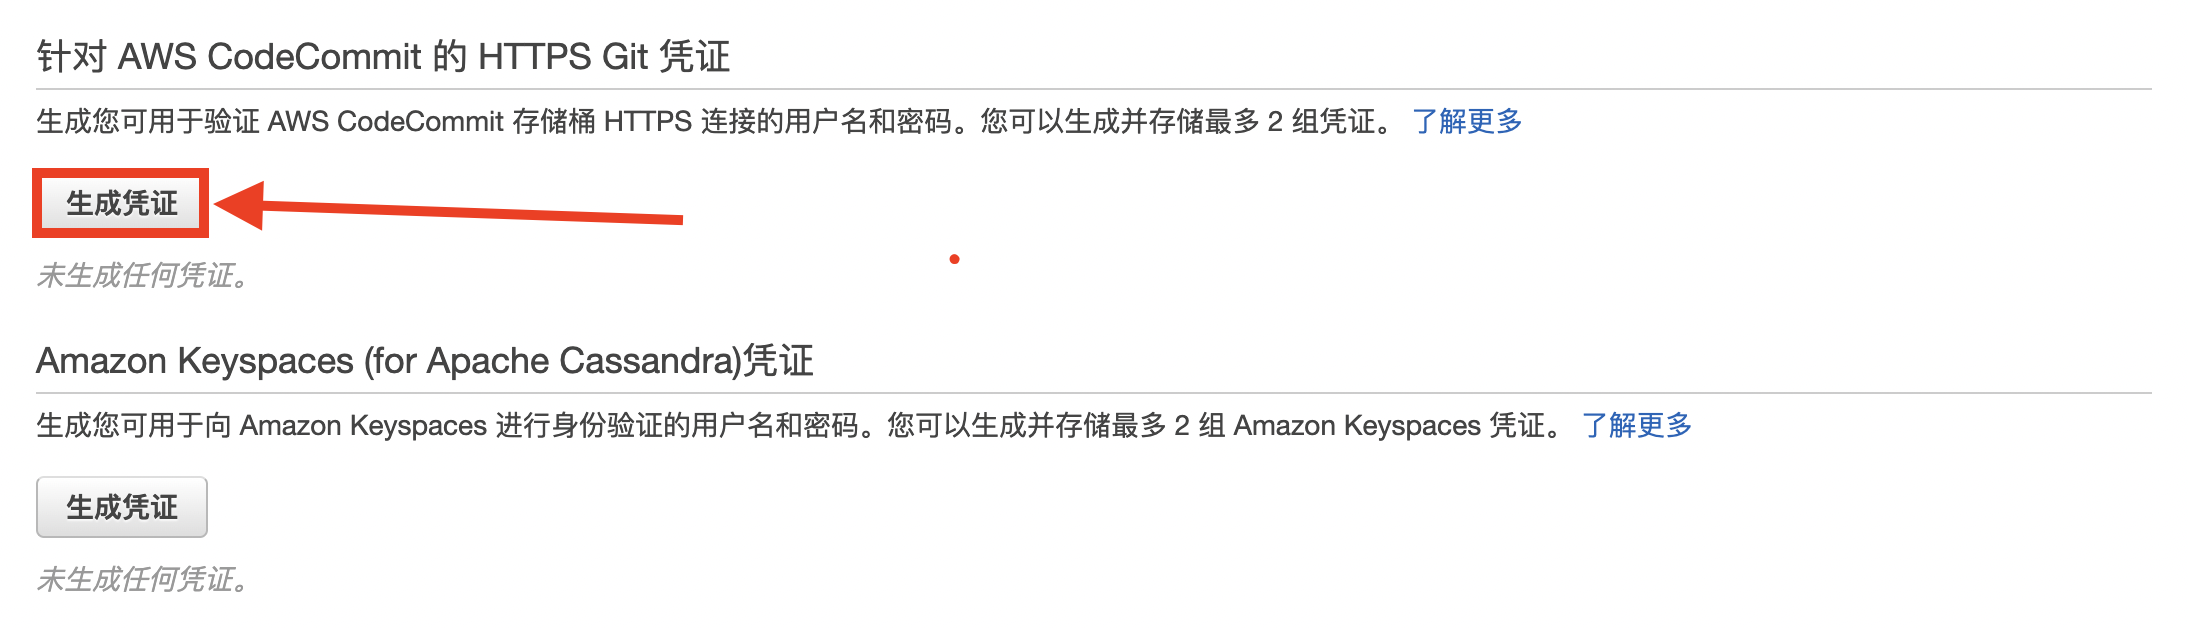 针对 AWS CodeCommit 的 HTTPS Git 凭证
生成您可用于验证 AWS CodeCommit 存储桶 HTTPS 连接的用户名和密码。您可以生成并存储最多 2 组凭证。 了解更多
生成凭证
未生成任何凭证。
Amazon Keyspaces (for Apache Cassandra)凭证
生成您可用于向 Amazon Keyspaces 进行身份验证的用户名和密码。您可以生成并存储最多 2 组 Amazon Keyspaces 凭证。 了解更多
生成凭证
未生成任何凭证。